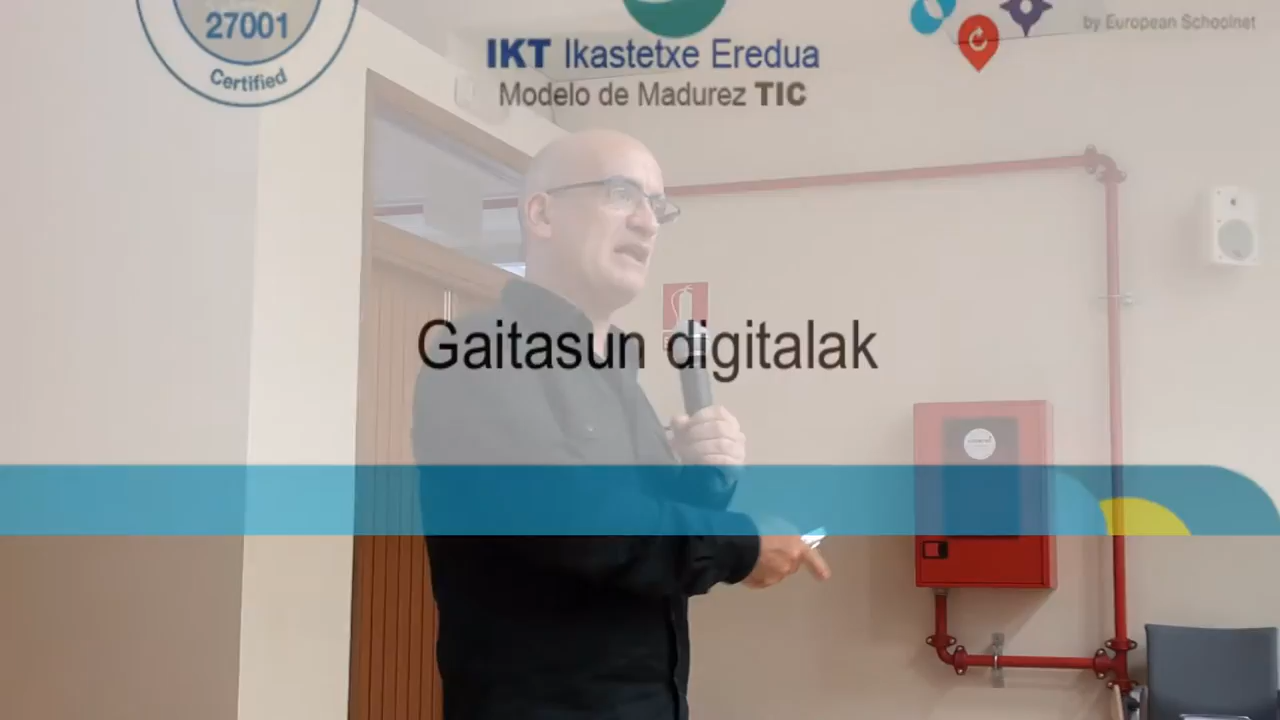 27001
Certified
IKT Ikastetxe Eredua
Modelo de Madurez TIC
by European Schoolnet
Gaitasun digitalak